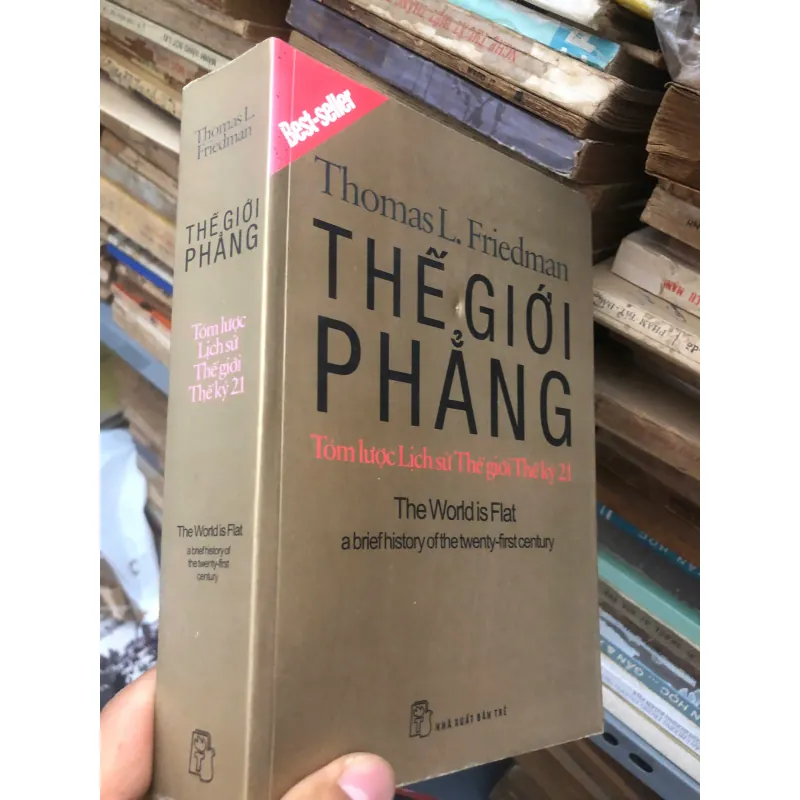 Thomas L.
Friedman
THẾ GIỚI
PHẲNG
Tóm lược
Lịch sử
Thế giới
Thế kỷ 21
The World is Flat
a brief history of
the twenty-first
century
Best-seller
Thomas L. Friedman
THẾ GIỚI
PHẲNG
Tóm lược Lịch sử Thế giới Thế kỷ 21
The World is Flat
a brief history of the twenty-first century
NHÀ XUẤT BẢN TRẺ